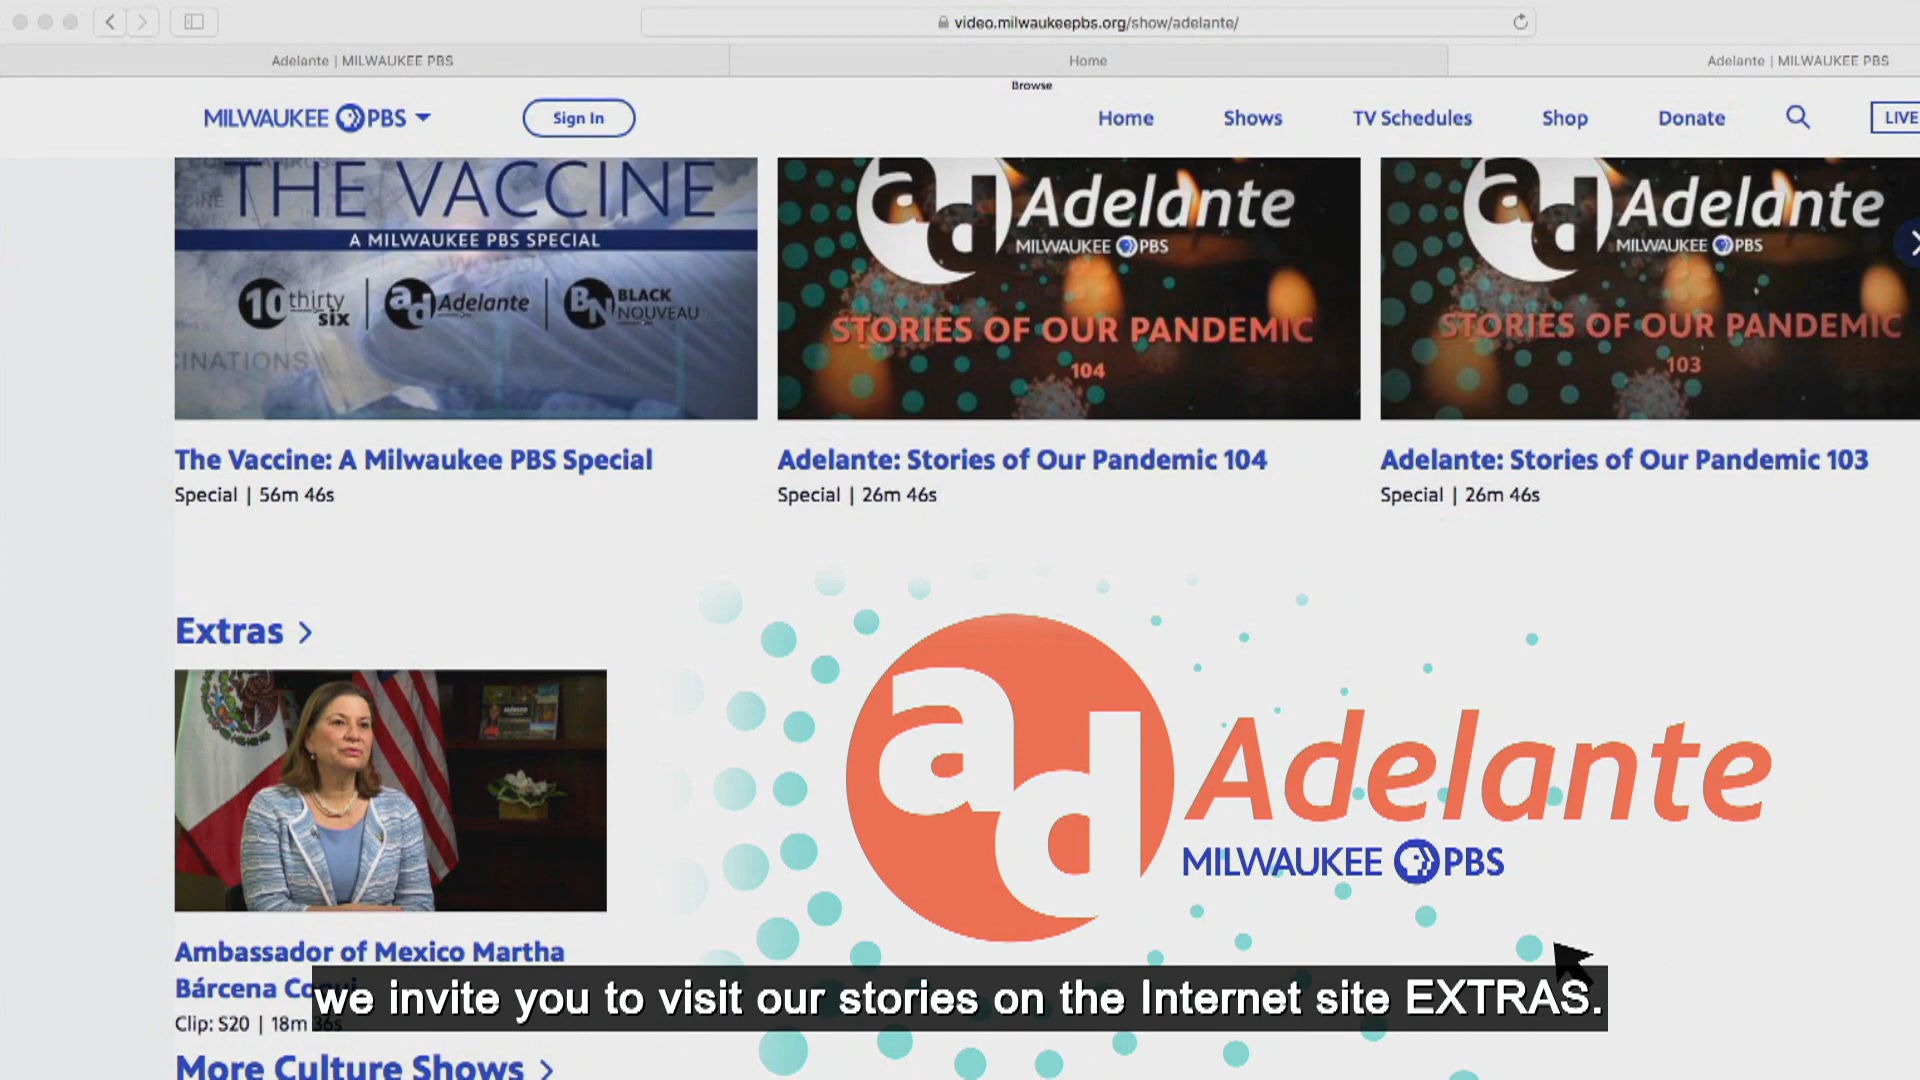 video.milwaukeepbs.org/show/adelante/
Adelante | MILWAUKEE PBS
Home
Adelante | MILWAUKEE PBS
Browse
MILWAUKEE PBS
Sign In
Home
Shows
TV Schedules
Shop
Donate
LIVE
THE VACCINE
A MILWAUKEE PBS SPECIAL
10 thirty six
ad Adelante
BN BLACK NOUVEAU
ad Adelante
MILWAUKEE PBS
STORIES OF OUR PANDEMIC
104
ad Adelante
MILWAUKEE PBS
STORIES OF OUR PANDEMIC
103
The Vaccine: A Milwaukee PBS Special
Special | 56m 46s
Adelante: Stories of Our Pandemic 104
Special | 26m 46s
Adelante: Stories of Our Pandemic 103
Special | 26m 46s
Extras >
ad Adelante
MILWAUKEE PBS
Ambassador of Mexico Martha
Bárcena
we invite you to visit our stories on the Internet site EXTRAS.
Clip: S20 | 18m
More Culture Shows >